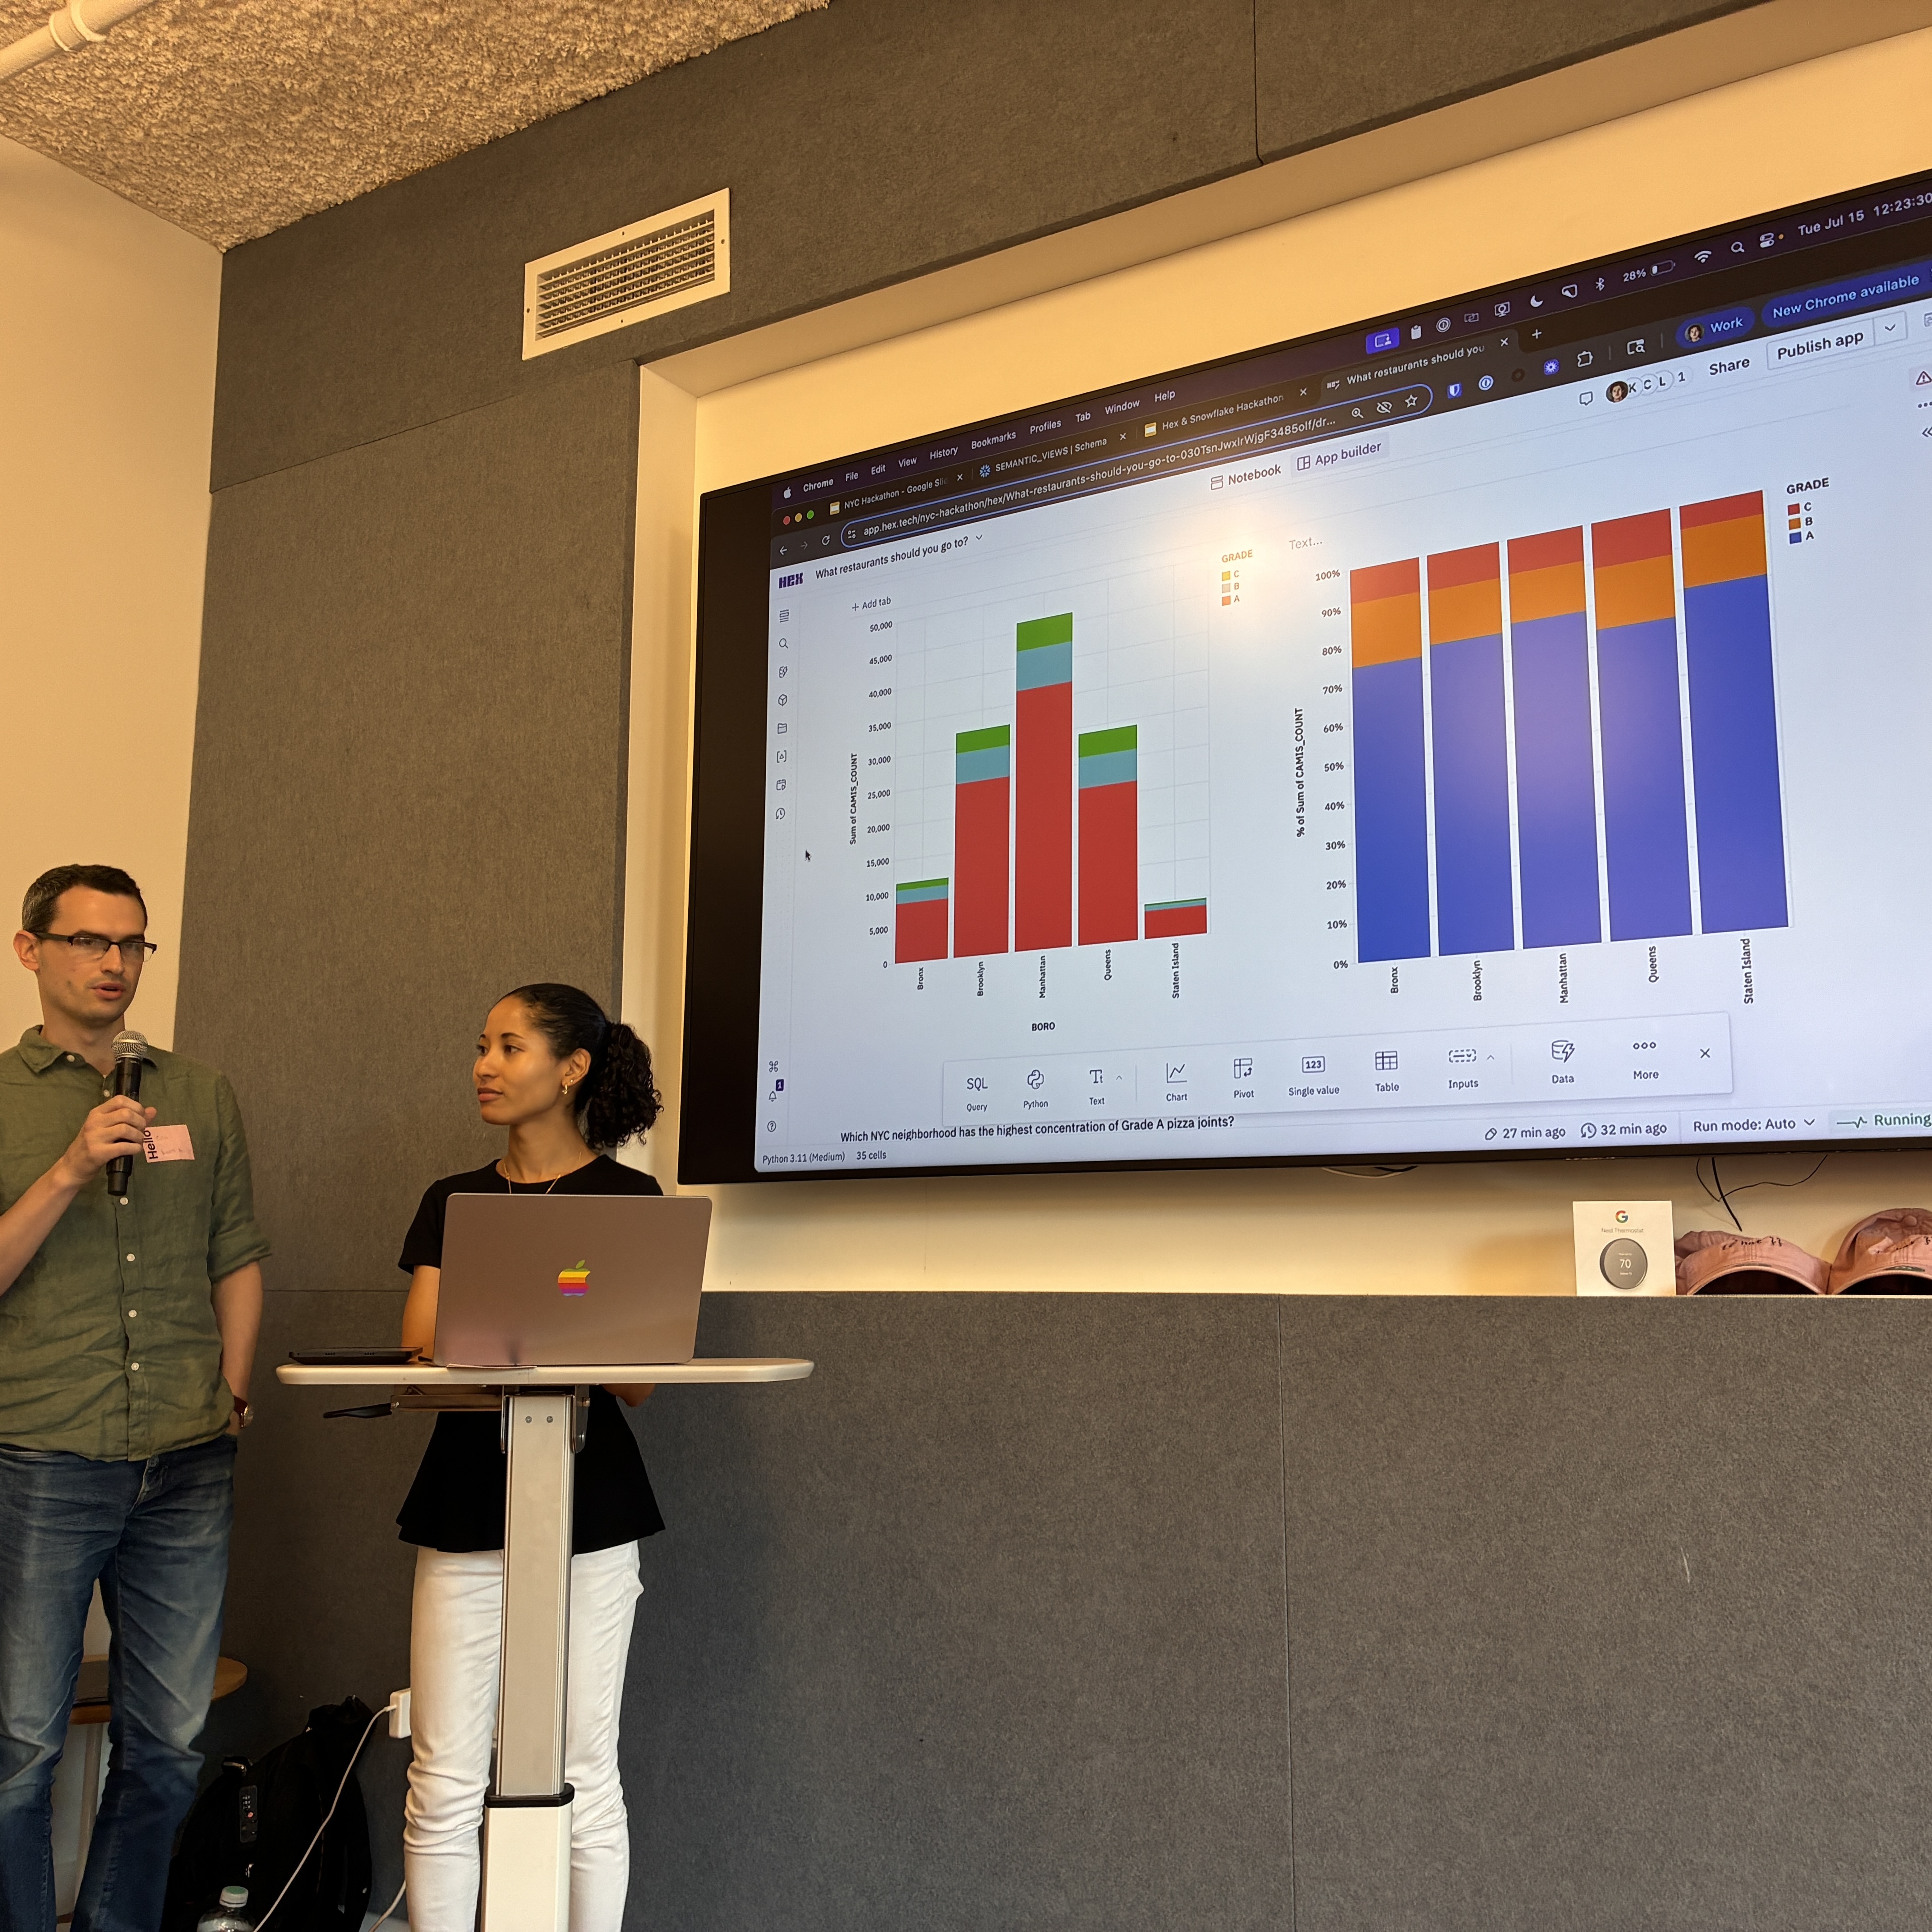 Chrome File Edit View History Bookmarks Profiles Tab Window Help 28% Tue Jul 15 12:23:30
NYC Hackathon - Google Sli
SEMANTIC_VIEWS | Schema
Hex & Snowflake Hackathon
What restaurants should you
app.hex.tech/nyc-hackathon/hex/What-restaurants-should-you-go-to-030TsnJwxlrWjgF3485olf/dr...
Work
New Chrome available
HEX
What restaurants should you go to?
Notebook
App builder
K C L 1
Share
Publish app
+ Add tab
GRADE
C
B
A
50,000
45,000
40,000
35,000
30,000
25,000
20,000
15,000
10,000
5,000
0
Sum of CAMIS_COUNT
Bronx
Brooklyn
Manhattan
Queens
Staten Island
BORO
Text...
GRADE
C
B
A
100%
90%
80%
70%
60%
50%
40%
30%
20%
10%
0%
% of Sum of CAMIS_COUNT
Bronx
Brooklyn
Manhattan
Queens
Staten Island
SQL
Query
Python
Tt
Text
Chart
Pivot
123
Single value
Table
Inputs
Data
More
Which NYC neighborhood has the highest concentration of Grade A pizza joints?
Python 3.11 (Medium) 35 cells
27 min ago
32 min ago
Run mode: Auto
Running
Hello
G
Nest Thermostat
70